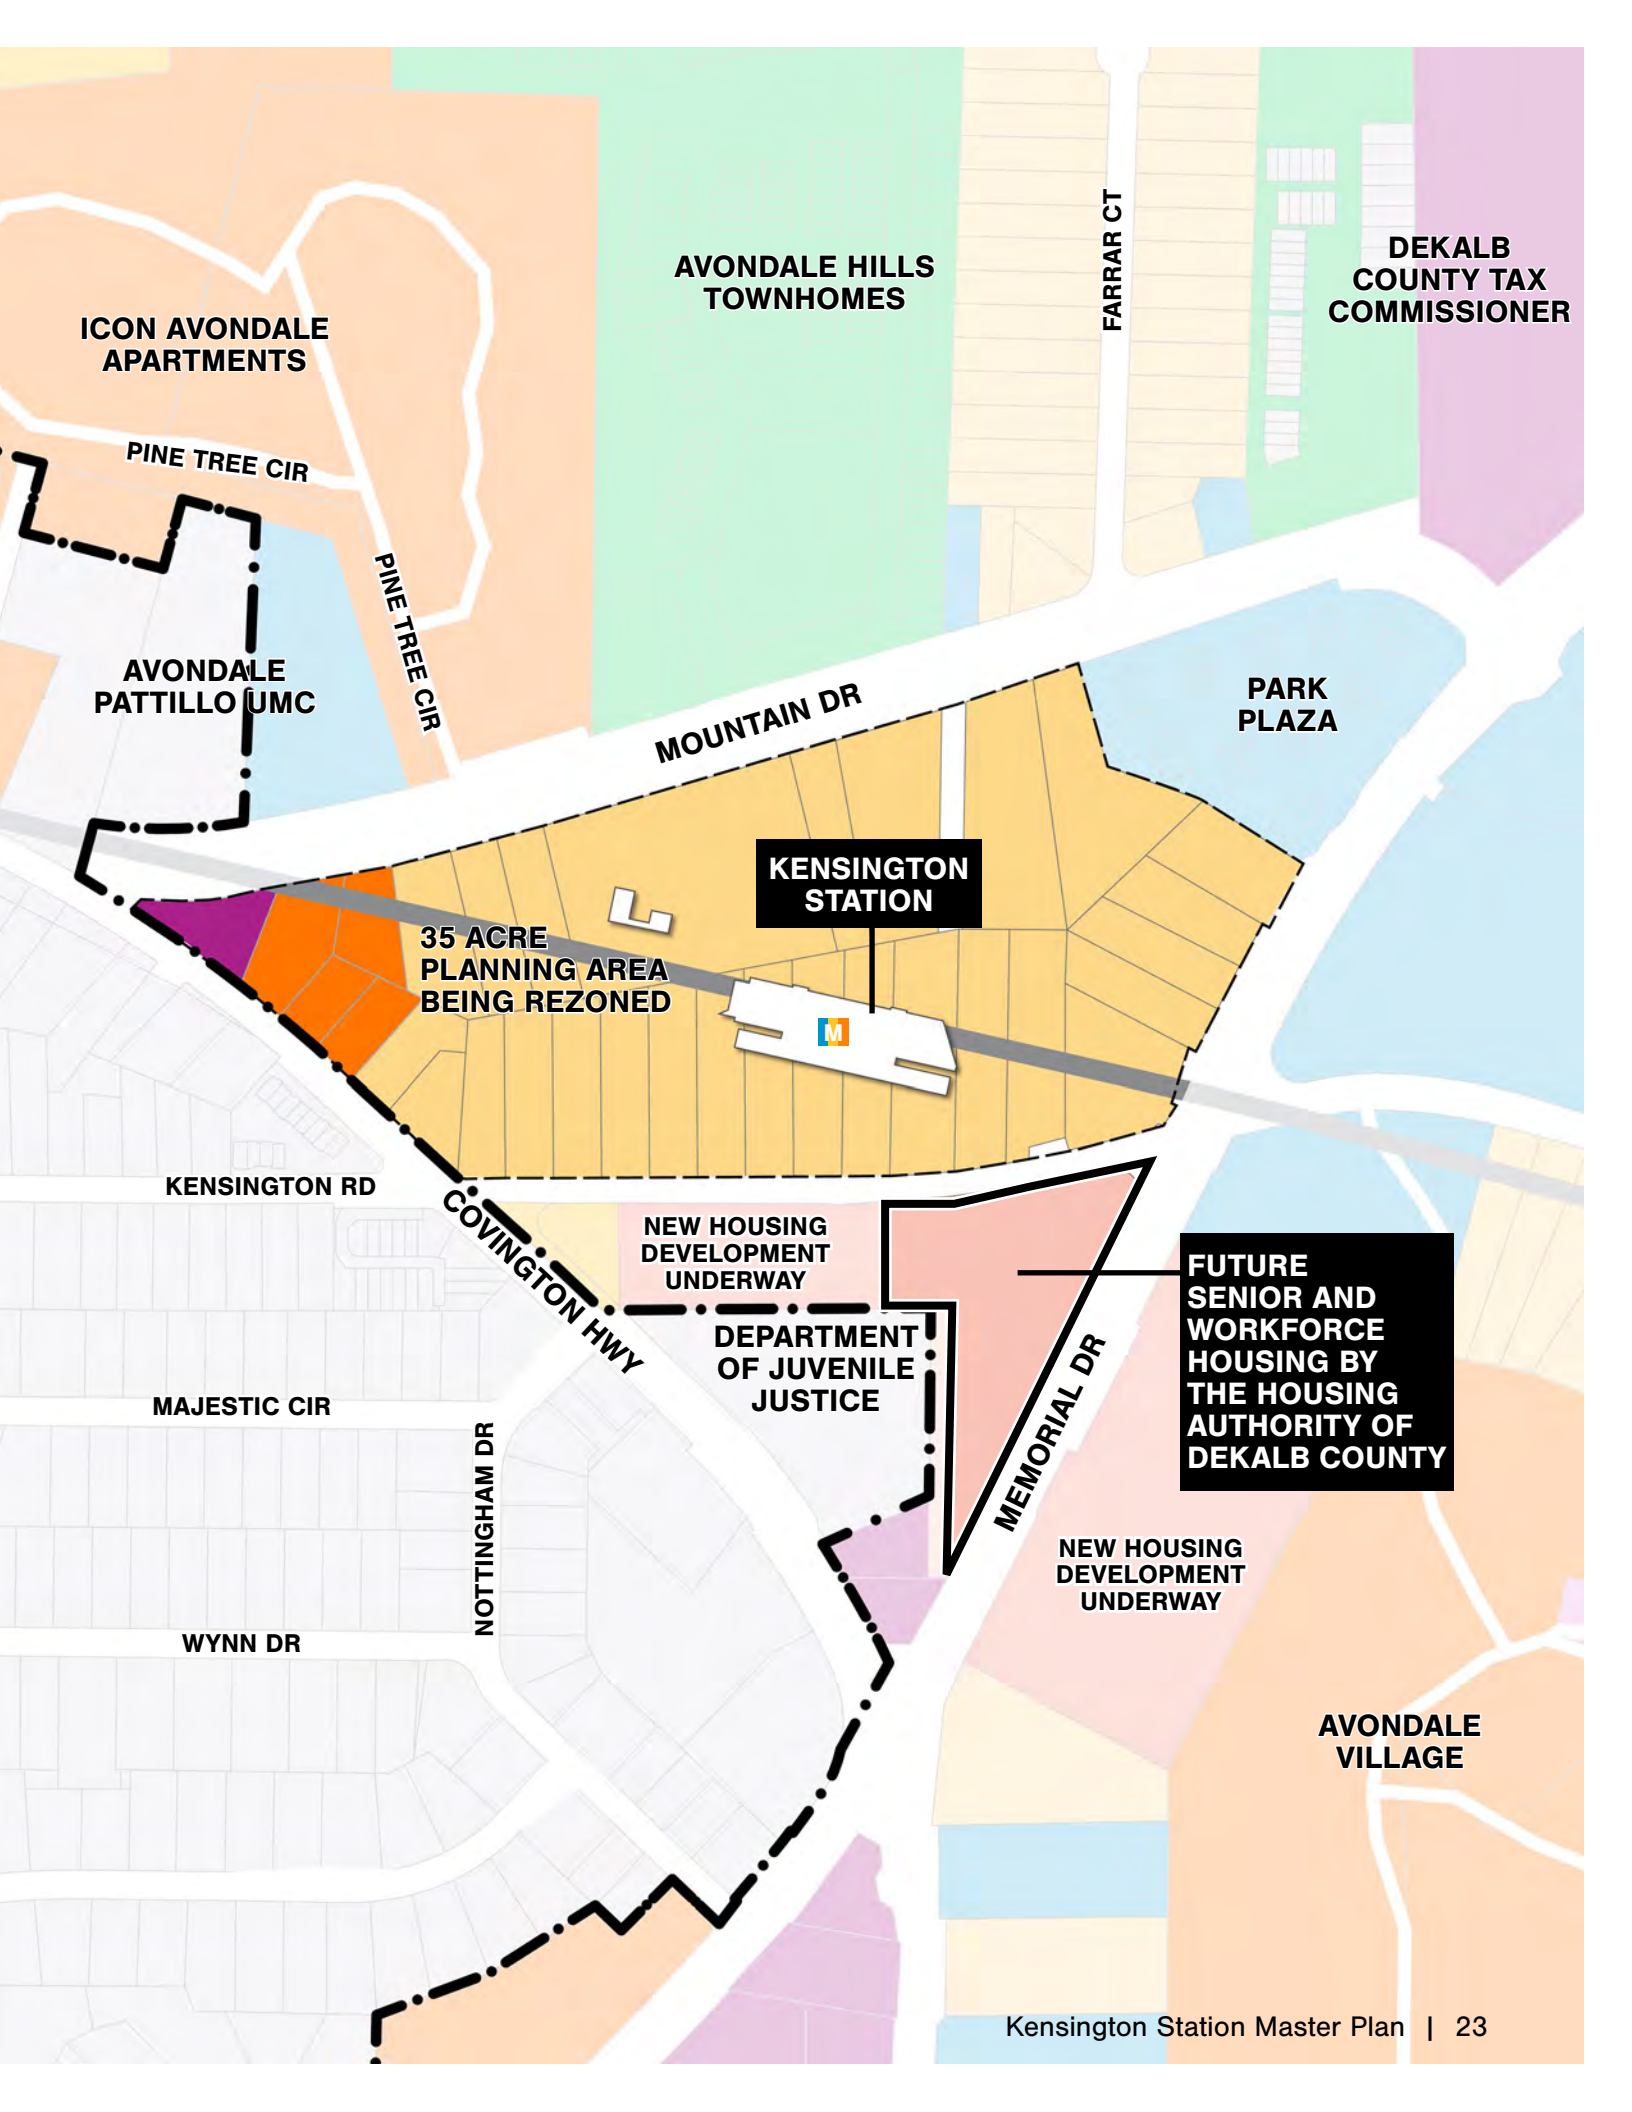 AVONDALE HILLS
TOWNHOMES
FARRAR CT
DEKALB
COUNTY TAX
COMMISSIONER
ICON AVONDALE
APARTMENTS
PINE TREE CIR
PINE TREE CIR
AVONDALE
PATTILLO UMC
MOUNTAIN DR
PARK
PLAZA
KENSINGTON
STATION
35 ACRE
PLANNING AREA
BEING REZONED
M
KENSINGTON RD
COVINGTON HWY
NEW HOUSING
DEVELOPMENT
UNDERWAY
FUTURE
SENIOR AND
WORKFORCE
HOUSING BY
THE HOUSING
AUTHORITY OF
DEKALB COUNTY
DEPARTMENT
OF JUVENILE
JUSTICE
MEMORIAL DR
MAJESTIC CIR
NOTTINGHAM DR
NEW HOUSING
DEVELOPMENT
UNDERWAY
WYNN DR
AVONDALE
VILLAGE
Kensington Station Master Plan | 23